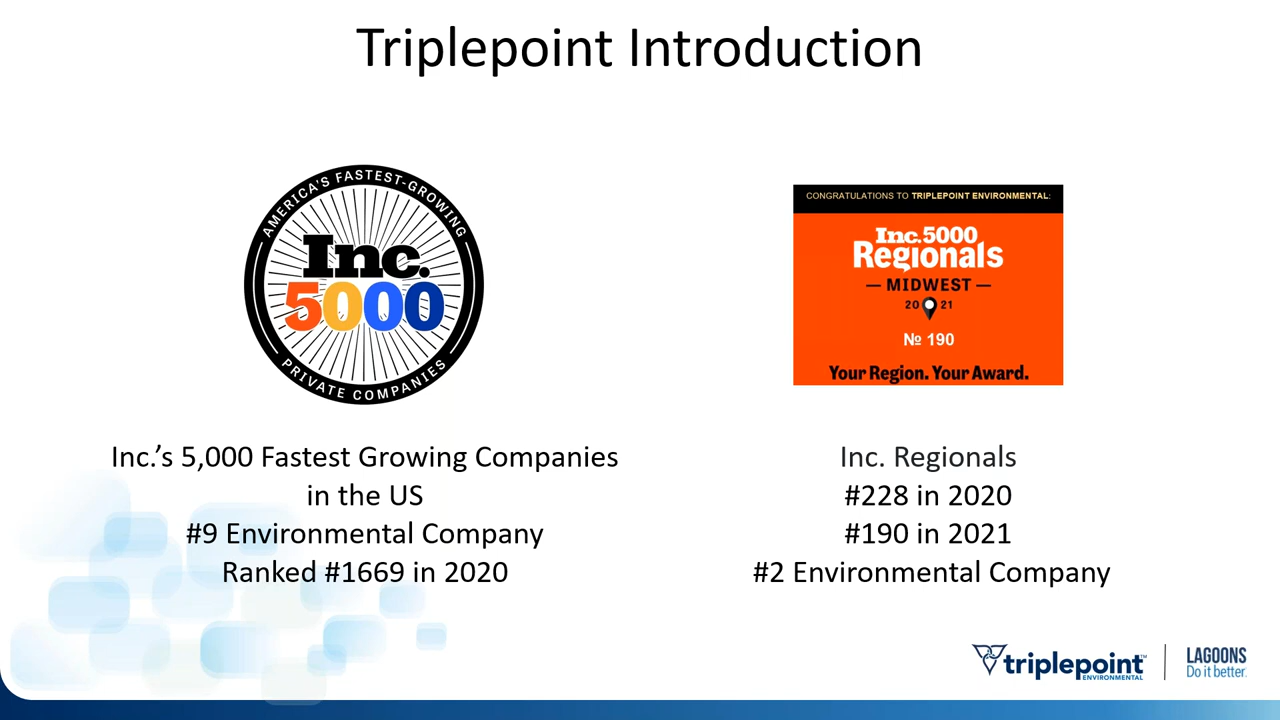 Triplepoint Introduction
AMERICA'S FASTEST-GROWING
Inc.
5000
PRIVATE COMPANIES
CONGRATULATIONS TO TRIPLEPOINT ENVIRONMENTAL:
Inc.5000
Regionals
— MIDWEST —
20 21
№ 190
Your Region. Your Award.
Inc.’s 5,000 Fastest Growing Companies
in the US
#9 Environmental Company
Ranked #1669 in 2020
Inc. Regionals
#228 in 2020
#190 in 2021
#2 Environmental Company
triplepoint™
ENVIRONMENTAL
LAGOONS
Do it better.